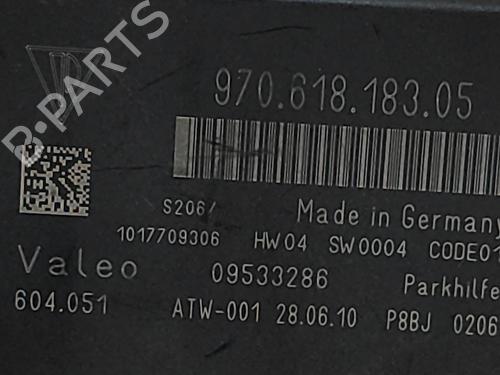 B-PARTS
970.618.183.05
S206/ Made in Germany
1017709306 HW04 SW0004 CODE01
Valeo 09533286 Parkhilfe
604.051 ATW-001 28.06.10 P8BJ 0206